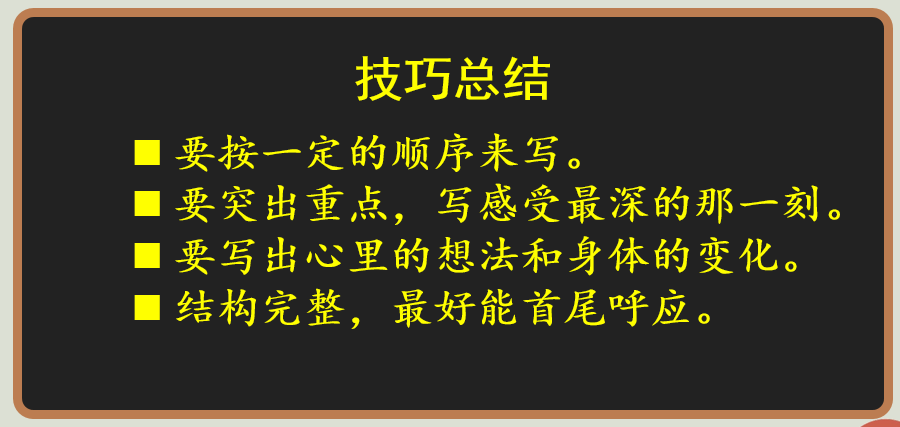 技巧总结
■ 要按一定的顺序来写。
■ 要突出重点，写感受最深的那一刻。
■ 要写出心里的想法和身体的变化。
■ 结构完整，最好能首尾呼应。